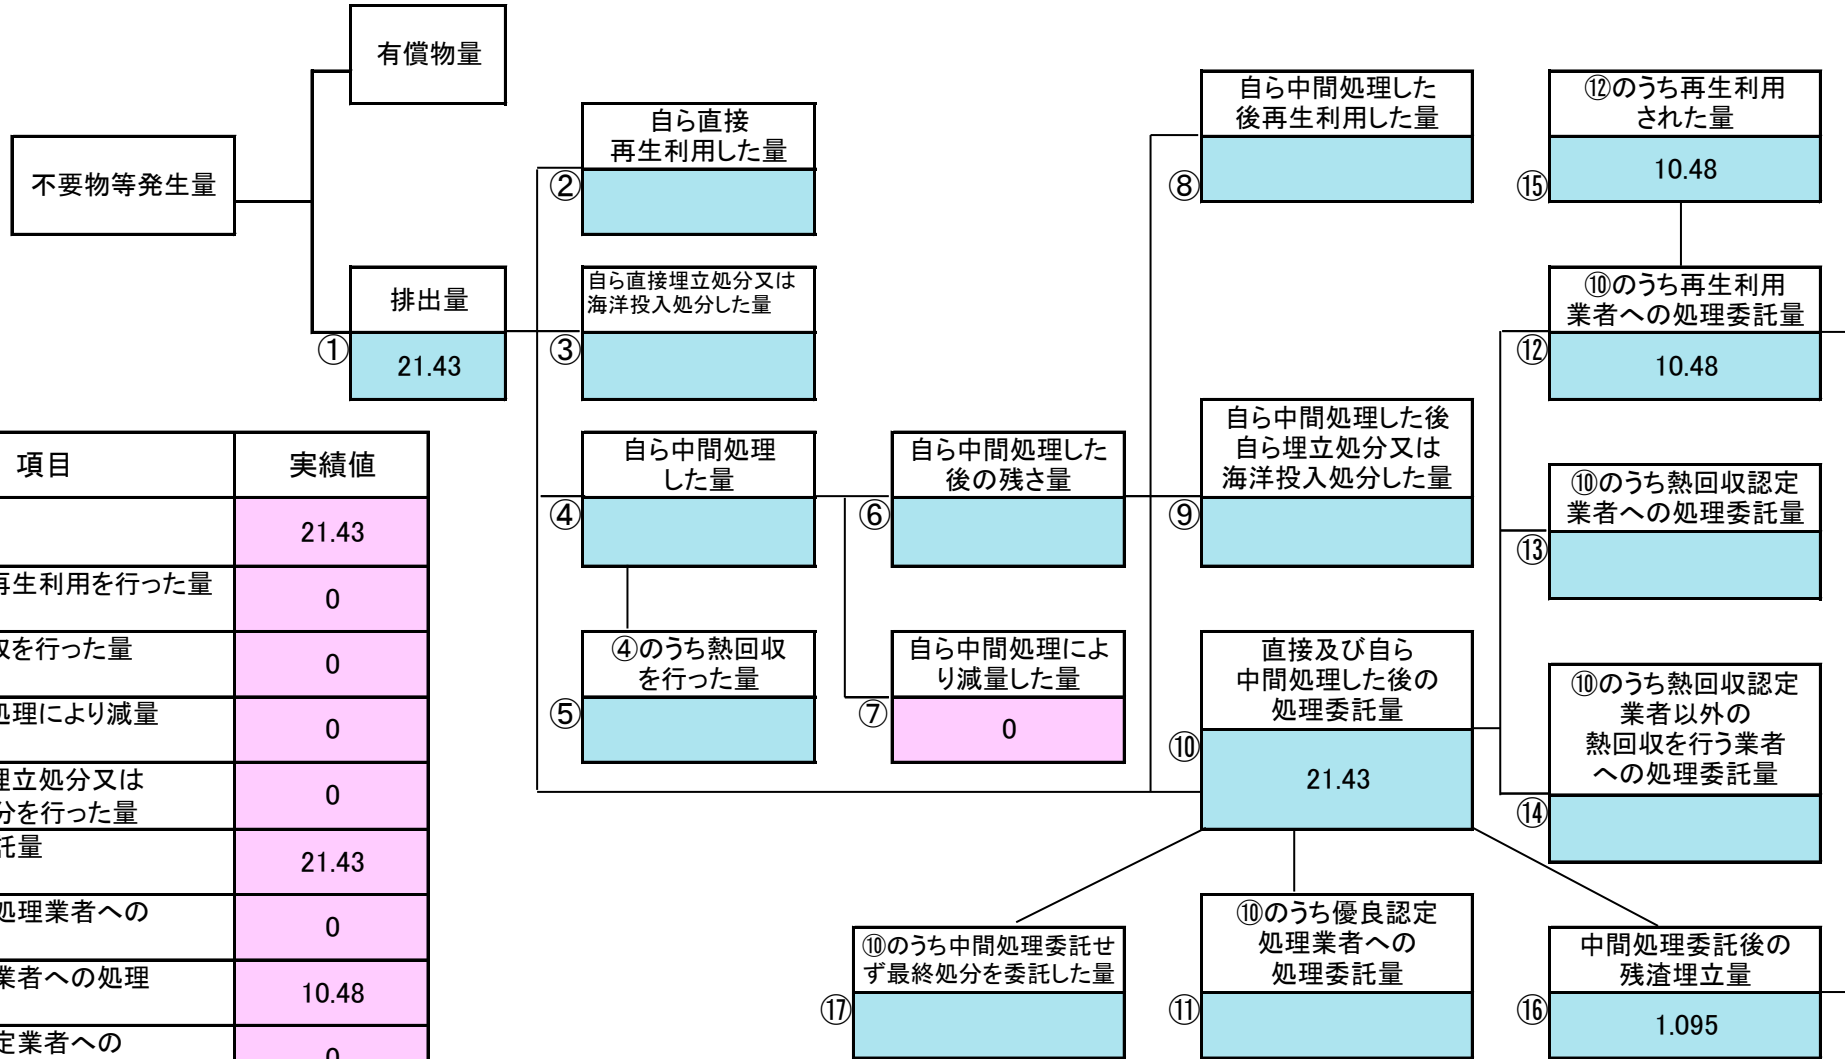 有償物量
不要物等発生量
排出量
①
21.43
自ら直接
再生利用した量
②
自ら直接埋立処分又は
海洋投入処分した量
③
自ら中間処理
した量
④
④のうち熱回収
を行った量
⑤
自ら中間処理した
後の残さ量
⑥
自ら中間処理によ
り減量した量
⑦
0
自ら中間処理した
後再生利用した量
⑧
自ら中間処理した後
自ら埋立処分又は
海洋投入処分した量
⑨
直接及び自ら
中間処理した後の
処理委託量
⑩
21.43
⑩のうち優良認定
処理業者への
処理委託量
⑪
⑫のうち再生利用
された量
⑮
10.48
⑩のうち再生利用
業者への処理委託量
⑫
10.48
⑩のうち熱回収認定
業者への処理委託量
⑬
⑩のうち熱回収認定
業者以外の
熱回収を行う業者
への処理委託量
⑭
⑩のうち中間処理委託せ
ず最終処分を委託した量
⑰
中間処理委託後の
残渣埋立量
⑯
1.095
項目 実績値
21.43
再生利用を行った量 0
を行った量 0
処理により減量 0
埋立処分又は
分を行った量 0
託量 21.43
処理業者への 0
業者への処理 10.48
定業者への 0